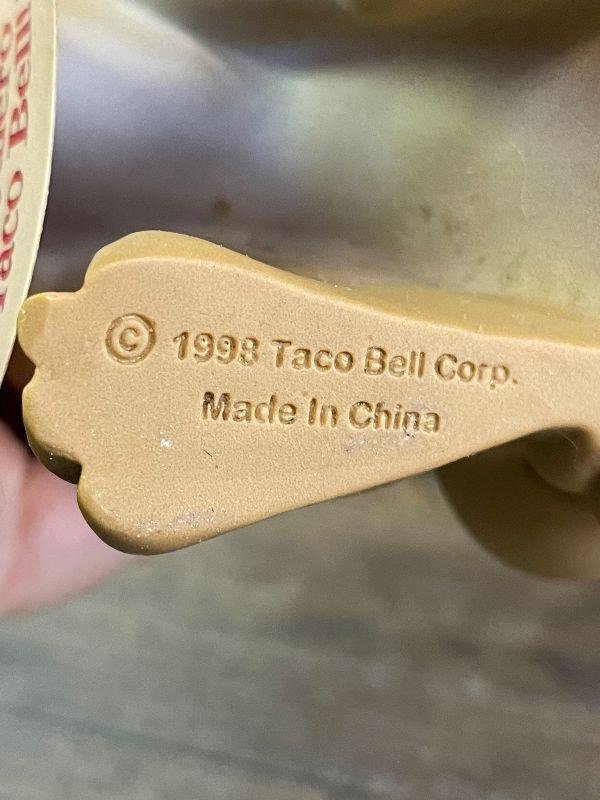 © 1998 Taco Bell Corp.
Made In China
Taco Bell